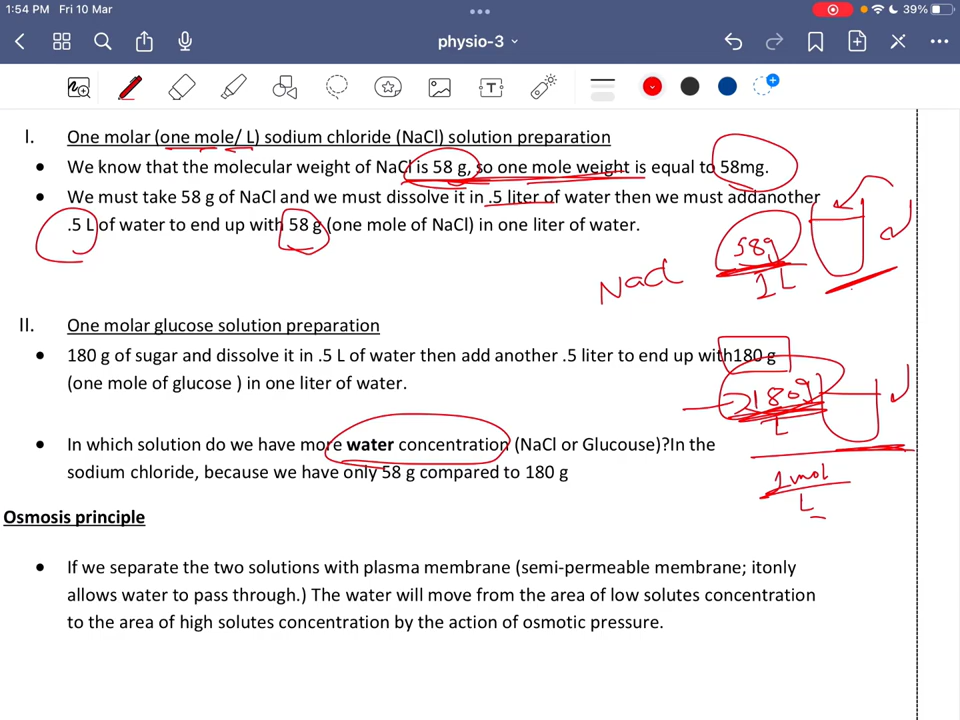 1:54 PM Fri 10 Mar
39%
physio-3
I. One molar (one mole/ L) sodium chloride (NaCl) solution preparation
• We know that the molecular weight of NaCl is 58 g, so one mole weight is equal to 58mg.
• We must take 58 g of NaCl and we must dissolve it in .5 liter of water then we must addanother
.5 L of water to end up with 58 g (one mole of NaCl) in one liter of water.
58g
1L
NaCl
II. One molar glucose solution preparation
• 180 g of sugar and dissolve it in .5 L of water then add another .5 liter to end up with180 g
(one mole of glucose ) in one liter of water.
180g
L
• In which solution do we have more water concentration (NaCl or Glucouse)?In the
sodium chloride, because we have only 58 g compared to 180 g
1mol
L
Osmosis principle
• If we separate the two solutions with plasma membrane (semi-permeable membrane; itonly
allows water to pass through.) The water will move from the area of low solutes concentration
to the area of high solutes concentration by the action of osmotic pressure.